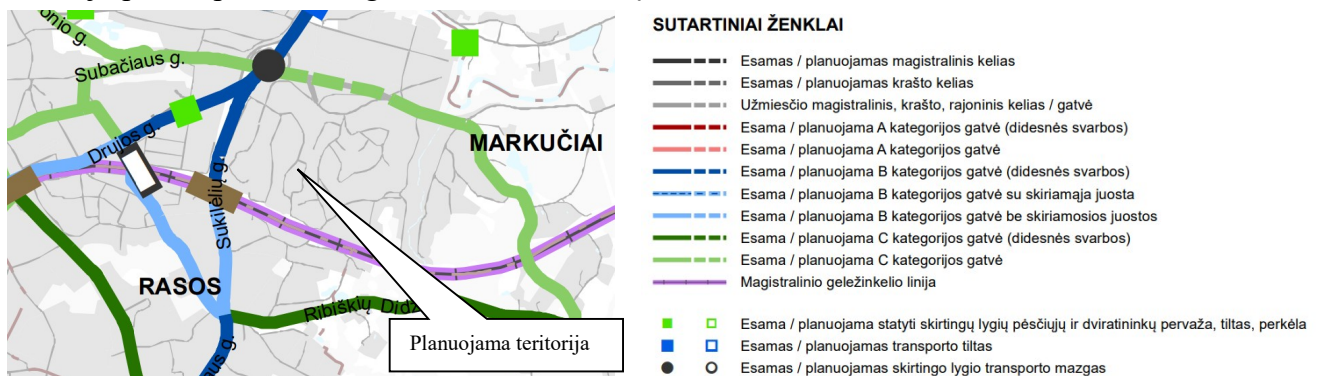 onio g.
Subačiaus g.
Drujos g.
Sukilėlių g.
MARKUČIAI
RASOS
Ribiškių Didž
aus g.
Planuojama teritorija
SUTARTINIAI ŽENKLAI
Esamas / planuojamas magistralinis kelias
Esamas / planuojamas krašto kelias
Užmiesčio magistralinis, krašto, rajoninis kelias / gatvė
Esama / planuojama A kategorijos gatvė (didesnės svarbos)
Esama / planuojama A kategorijos gatvė
Esama / planuojama B kategorijos gatvė (didesnės svarbos)
Esama / planuojama B kategorijos gatvė su skiriamąja juosta
Esama / planuojama B kategorijos gatvė be skiriamosios juostos
Esama / planuojama C kategorijos gatvė (didesnės svarbos)
Esama / planuojama C kategorijos gatvė
Magistralinio geležinkelio linija
Esama / planuojama statyti skirtingų lygių pėsčiųjų ir dviratininkų pervaža, tiltas, perkėla
Esamas / planuojamas transporto tiltas
Esamas / planuojamas skirtingo lygio transporto mazgas